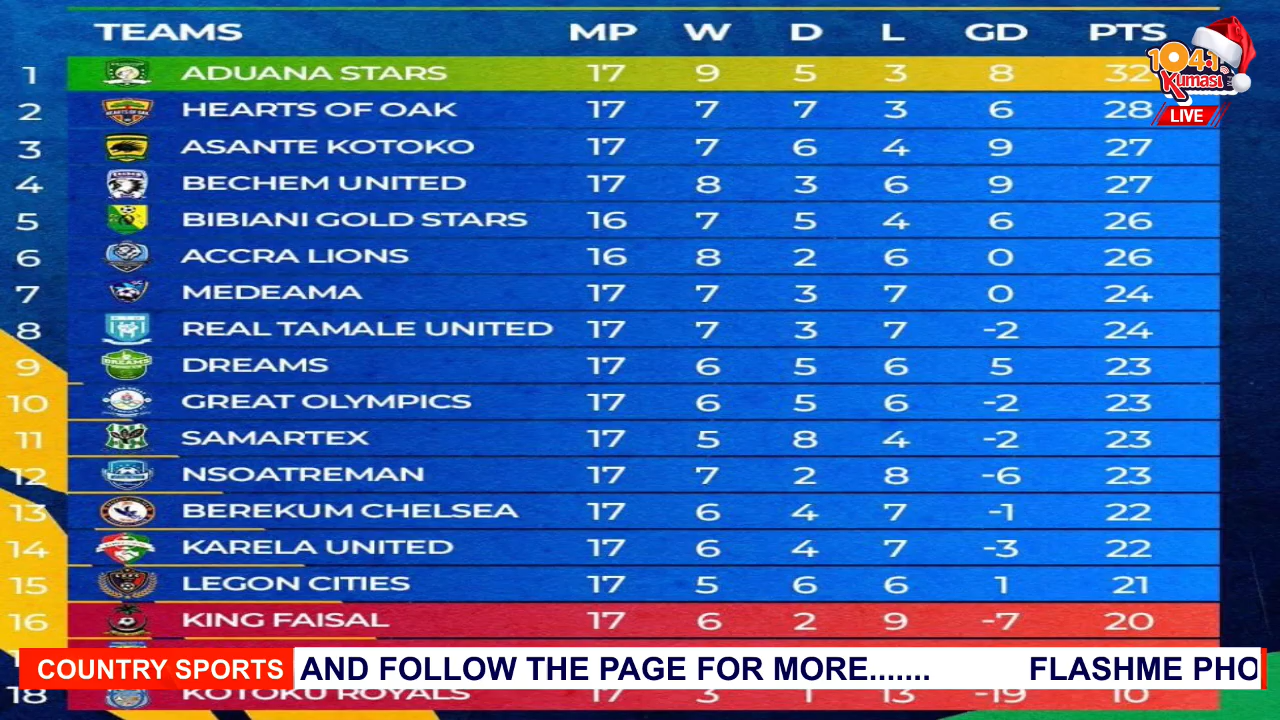 TEAMS MP W D L GD PTS
1 ADUANA STARS 17 9 5 3 8 32
104.1
Kumasi
LIVE
2 HEARTS OF OAK 17 7 7 3 6 28
3 ASANTE KOTOKO 17 7 6 4 9 27
4 BECHEM UNITED 17 8 3 6 9 27
5 BIBIANI GOLD STARS 16 7 5 4 6 26
6 ACCRA LIONS 16 8 2 6 0 26
7 MEDEAMA 17 7 3 7 0 24
8 REAL TAMALE UNITED 17 7 3 7 -2 24
9 DREAMS 17 6 5 6 5 23
10 GREAT OLYMPICS 17 6 5 6 -2 23
11 SAMARTEX 17 5 8 4 -2 23
12 NSOATREMAN 17 7 2 8 -6 23
13 BEREKUM CHELSEA 17 6 4 7 -1 22
14 KARELA UNITED 17 6 4 7 -3 22
15 LEGON CITIES 17 5 6 6 1 21
16 KING FAISAL 17 6 2 9 -7 20
COUNTRY SPORTS AND FOLLOW THE PAGE FOR MORE....... FLASHME PHO
18 KOTOKU ROYALS 17 3 1 13 -19 10